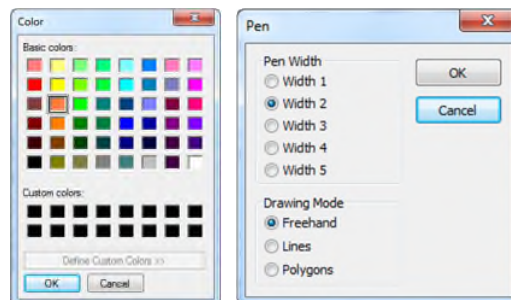 Color
Basic colors:
Custom colors:
Define Custom Colors >>
OK
Cancel
Pen
Pen Width
Width 1
Width 2
Width 3
Width 4
Width 5
OK
Cancel
Drawing Mode
Freehand
Lines
Polygons